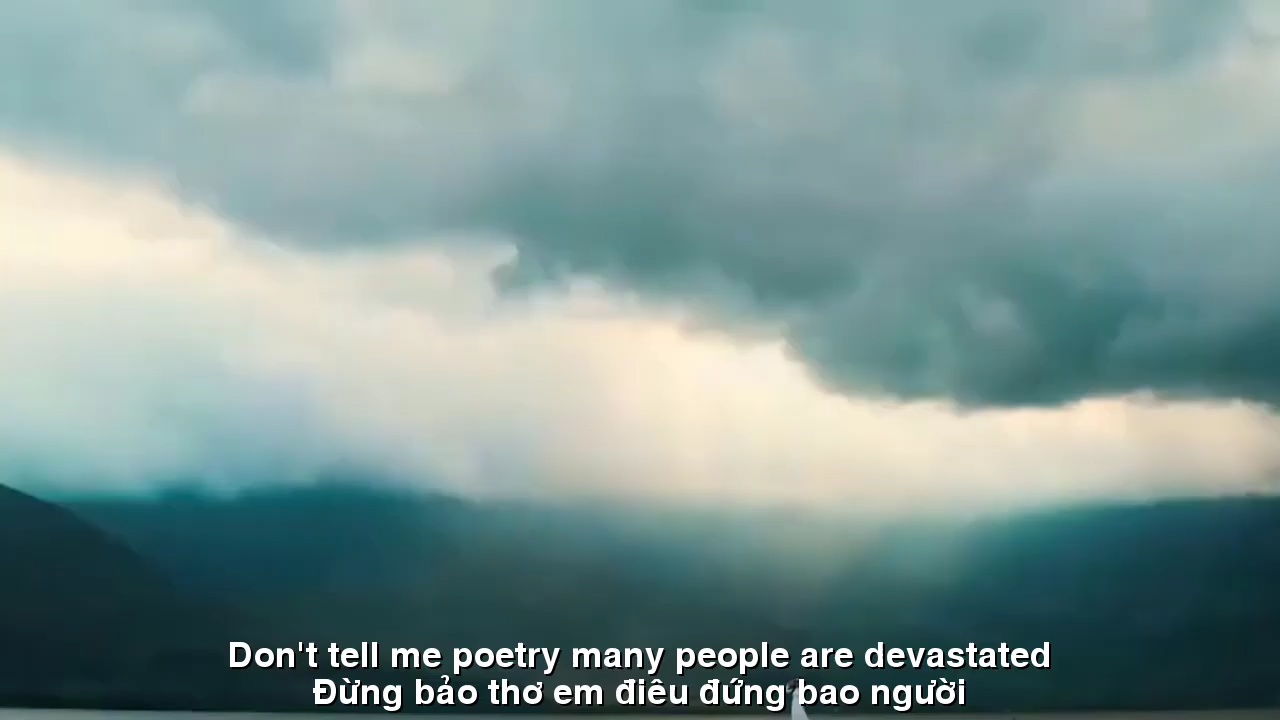 Don't tell me poetry many people are devastated
Đừng bảo thơ em điêu đứng bao người